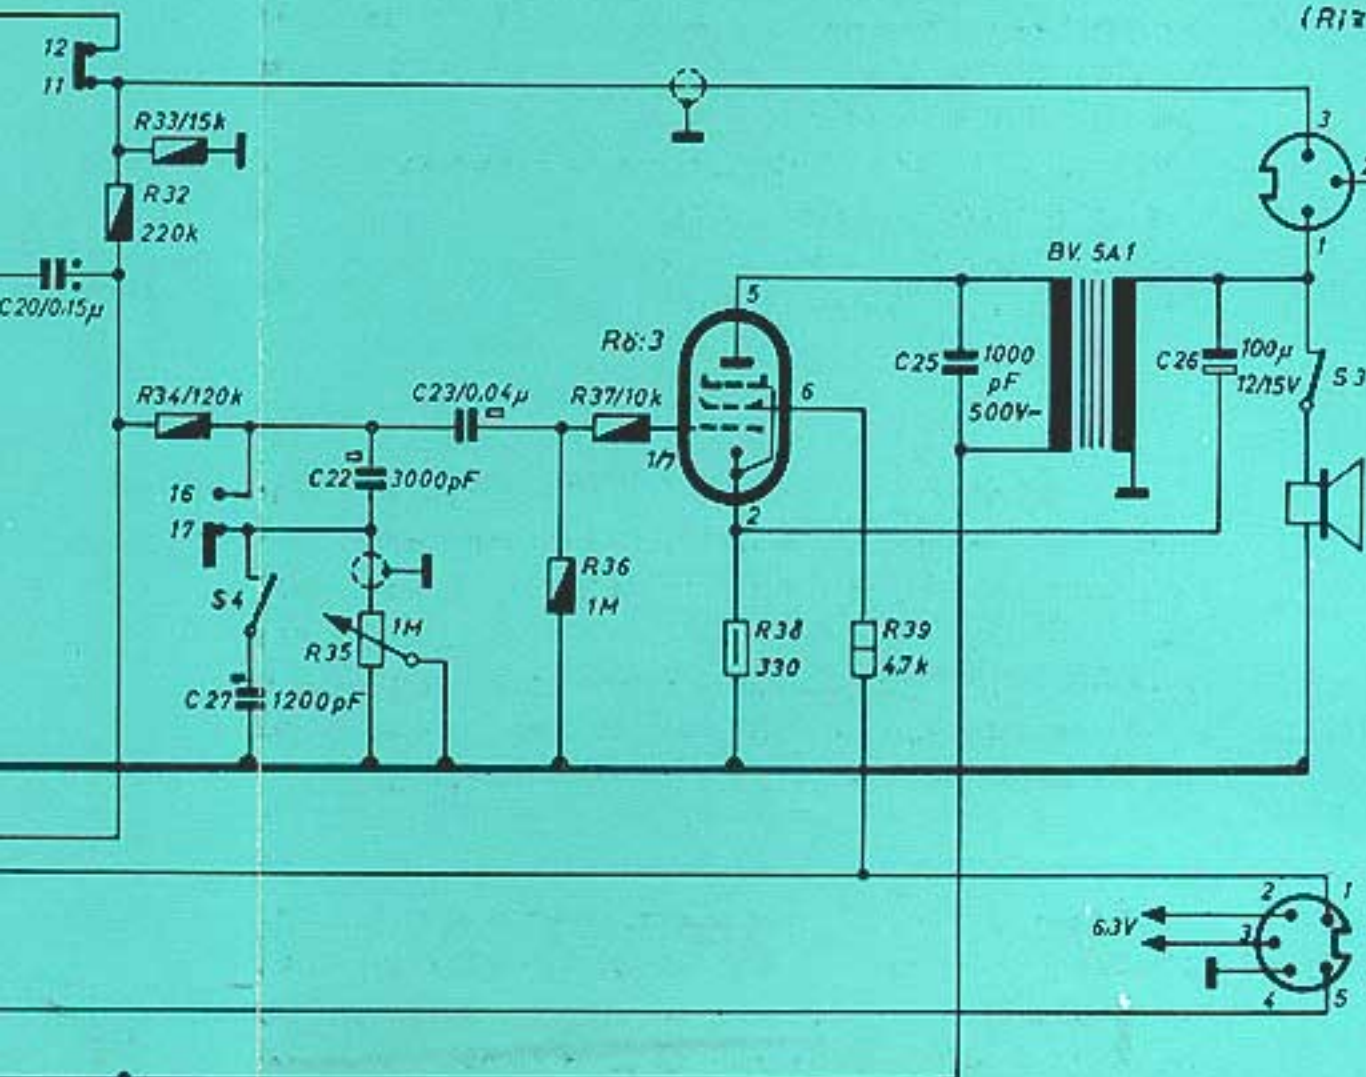 (Ri
12
11
R33/15k
3
R32
220k
1
BV. 5A1
5
C20/0,15µ
Rö:3
C25
1000
pF
500V~
C26
100µ
12/15V
S3
R34/120k
C23/0.04µ
R37/10k
6
1/7
16
C22
3000pF
17
2
S4
R36
1M
1M
R35
R38
330
R39
4,7k
C27
1200pF
2
1
6,3V
3
4
5